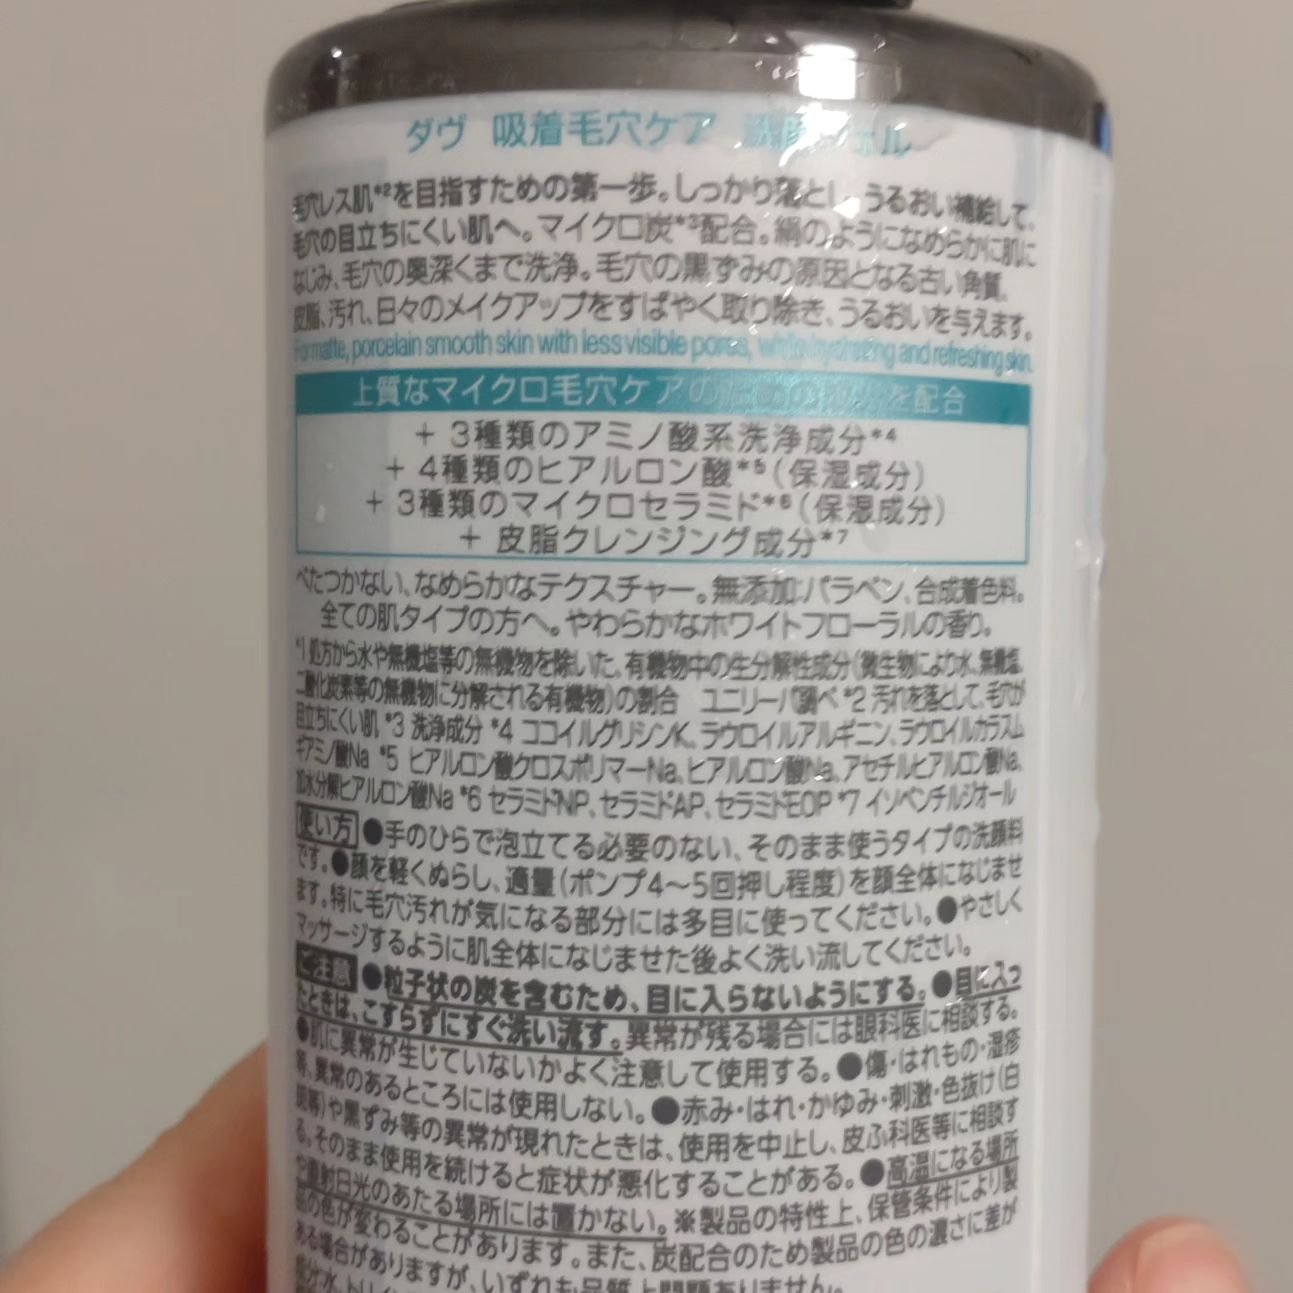 ダヴ 吸着毛穴ケア 洗顔ジェル
毛穴レス肌*2を目指すための第一歩。しっかり落とし、うるおい補給して、
毛穴の目立ちにくい肌へ。マイクロ炭*3配合。絹のようになめらかに肌に
なじみ、毛穴の奥深くまで洗浄。毛穴の黒ずみの原因となる古い角質、
皮脂、汚れ、日々のメイクアップをすばやく取り除き、うるおいを与えます。
For matte, porcelain smooth skin with less visible pores, while hydrating and refreshing skin.
上質なマイクロ毛穴ケアのための成分を配合
+ 3種類のアミノ酸系洗浄成分*4
+ 4種類のヒアルロン酸*5(保湿成分)
+ 3種類のマイクロセラミド*6(保湿成分)
+ 皮脂クレンジング成分*7
べたつかない、なめらかなテクスチャー。無添加:パラベン、合成着色料。
全ての肌タイプの方へ。やわらかなホワイトフローラルの香り。
*1 処方から水や無機塩等の無機物を除いた、有機物中の生分解性成分(微生物により水、無機塩、
二酸化炭素等の無機物に分解される有機物)の割合 ユニリーバ調べ *2 汚れを落として、毛穴が
目立ちにくい肌 *3 洗浄成分 *4 ココイルグリシンK、ラウロイルアルギニン、ラウロイルカラスム
ギアミノ酸Na *5 ヒアルロン酸クロスポリマーNa、ヒアルロン酸Na、アセチルヒアルロン酸Na、
加水分解ヒアルロン酸Na *6 セラミドNP、セラミドAP、セラミドEOP *7 イソペンチルジオール
使い方 ●手のひらで泡立てる必要のない、そのまま使うタイプの洗顔料
です。●顔を軽くぬらし、適量(ポンプ4~5回押し程度)を顔全体になじませ
ます。特に毛穴汚れが気になる部分には多目に使ってください。●やさしく
マッサージするように肌全体になじませた後よく洗い流してください。
ご注意 ●粒子状の炭を含むため、目に入らないようにする。●目に入っ
たときは、こすらずにすぐ洗い流す。異常が残る場合には眼科医に相談する。
●肌に異常が生じていないかよく注意して使用する。●傷・はれもの・湿疹
等、異常のあるところには使用しない。●赤み・はれ・かゆみ・刺激・色抜け(白
斑等)や黒ずみ等の異常が現れたときは、使用を中止し、皮ふ科医等に相談す
る。そのまま使用を続けると症状が悪化することがある。●高温になる場所
や直射日光のあたる場所には置かない。※製品の特性上、保管条件により製
品の色が変わることがあります。また、炭配合のため製品の色の濃さに差が
ある場合がありますが、いずれも品質上問題ありません。